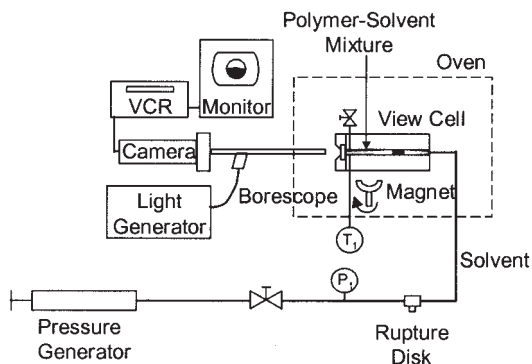 Polymer-Solvent
Mixture
Oven
VCR
Monitor
View Cell
Camera
Borescope
Magnet
Light
Generator
T1
Solvent
P1
Pressure
Generator
Rupture
Disk